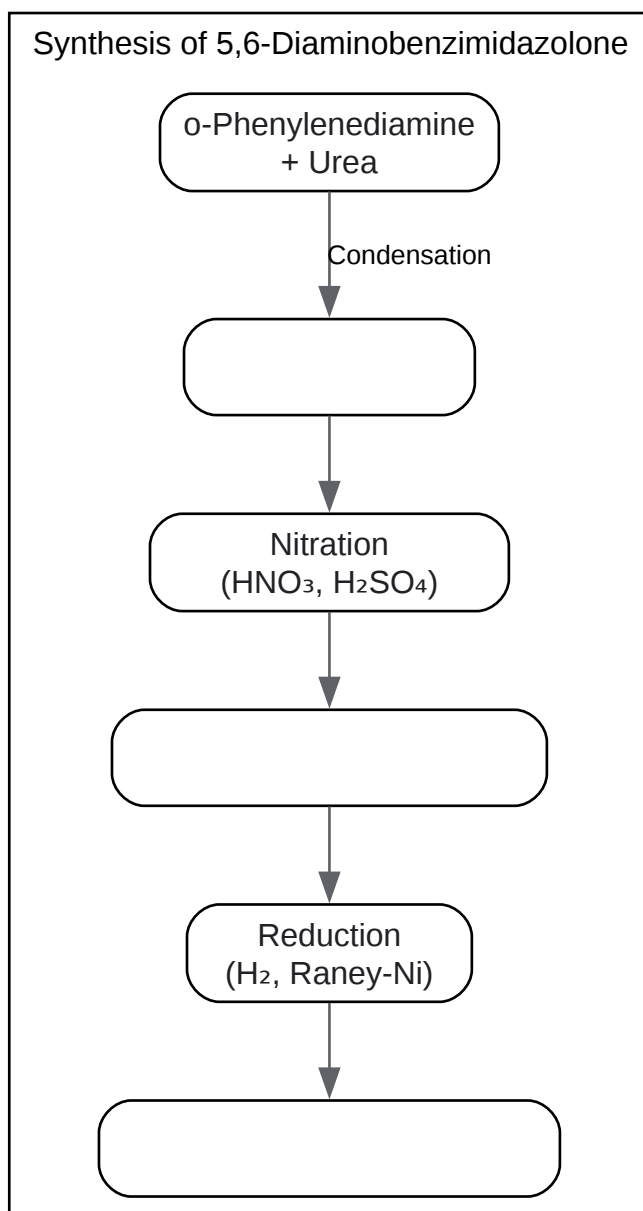 Synthesis of 5,6-Diaminobenzimidazolone
o-Phenylenediamine
+ Urea
Condensation
Nitration
(HNO₃, H₂SO₄)
Reduction
(H₂, Raney-Ni)